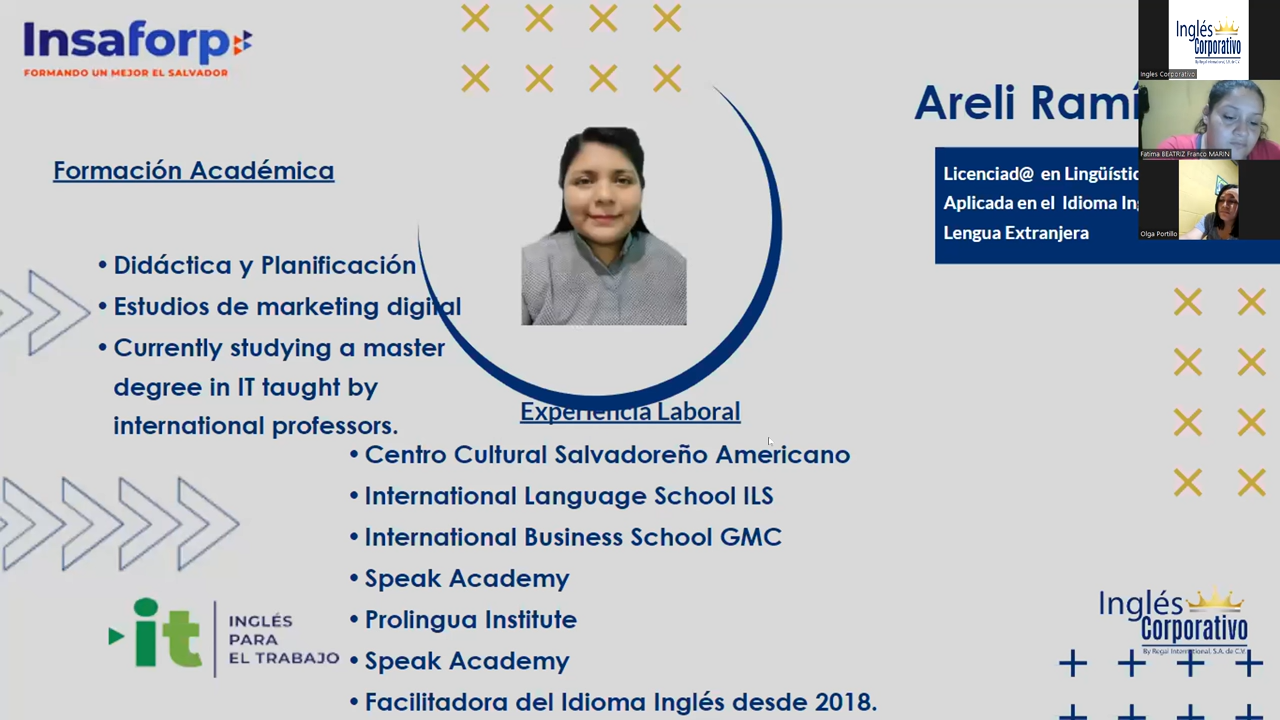 Insaforp
FORMANDO UN MEJOR EL SALVADOR
Formación Académica
• Didáctica y Planificación
• Estudios de marketing digital
• Currently studying a master
degree in IT taught by
international professors.
Areli
Licenciad@ en
Aplicada en el Idioma
Lengua Extranjera
Inglés
Corporativo
Ingles Corporativo
Fatima BEATRIZ Franco MARIN
Olga Portillo
Experiencia Laboral
• Centro Cultural Salvadoreño Americano
• International Language School ILS
• International Business School GMC
• Speak Academy
• Prolingua Institute
• Speak Academy
• Facilitadora del Idioma Inglés desde 2018.
it
INGLÉS
PARA
EL TRABAJO
Inglés
Corporativo
By Regal International, S.A. de C.V.